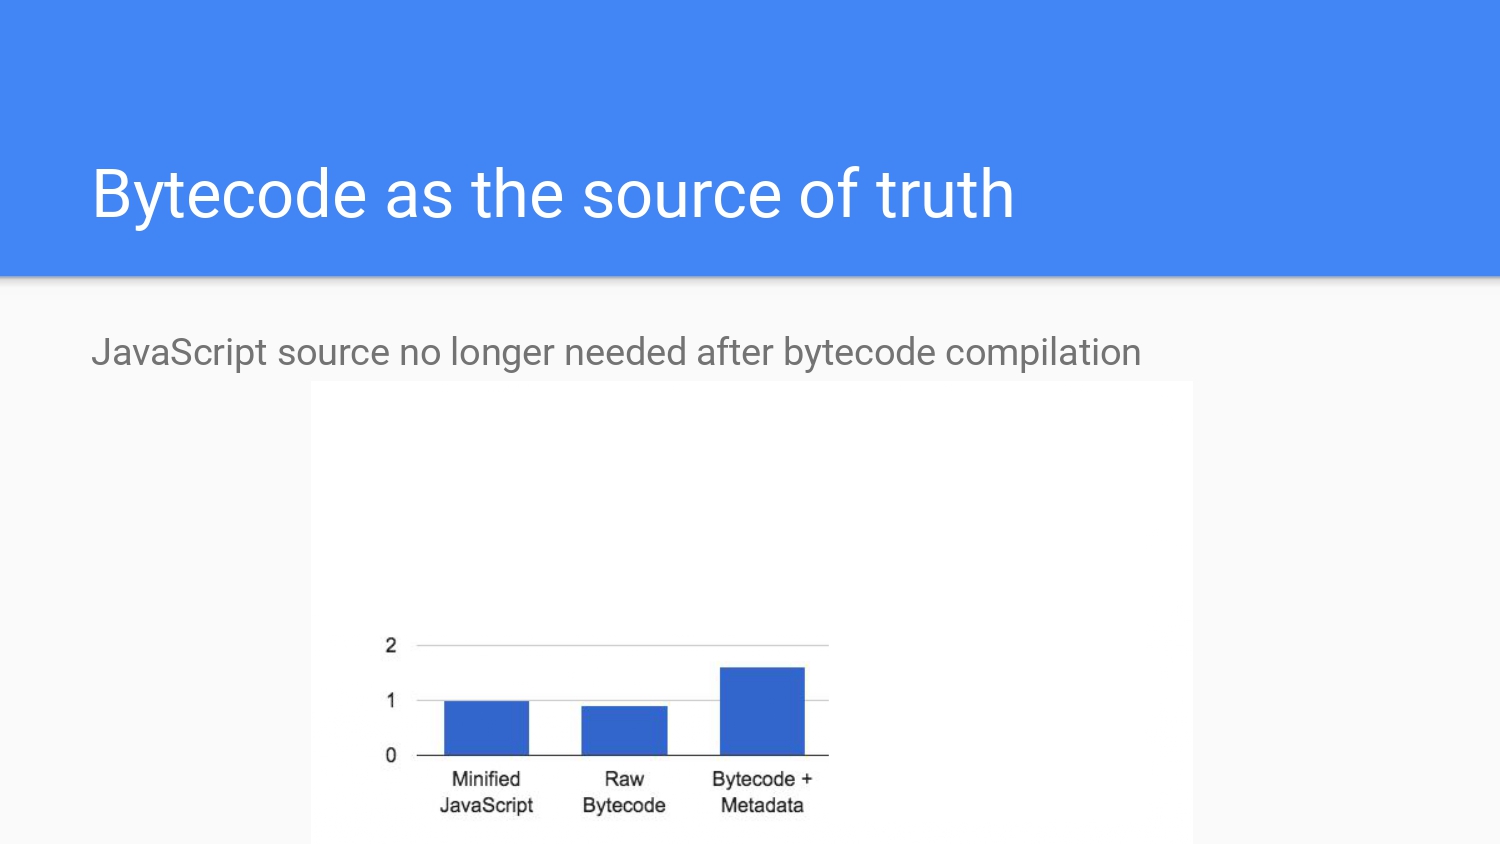 Bytecode as the source of truth
JavaScript source no longer needed after bytecode compilation
2
1
0
Minified
JavaScript
Raw
Bytecode
Bytecode +
Metadata